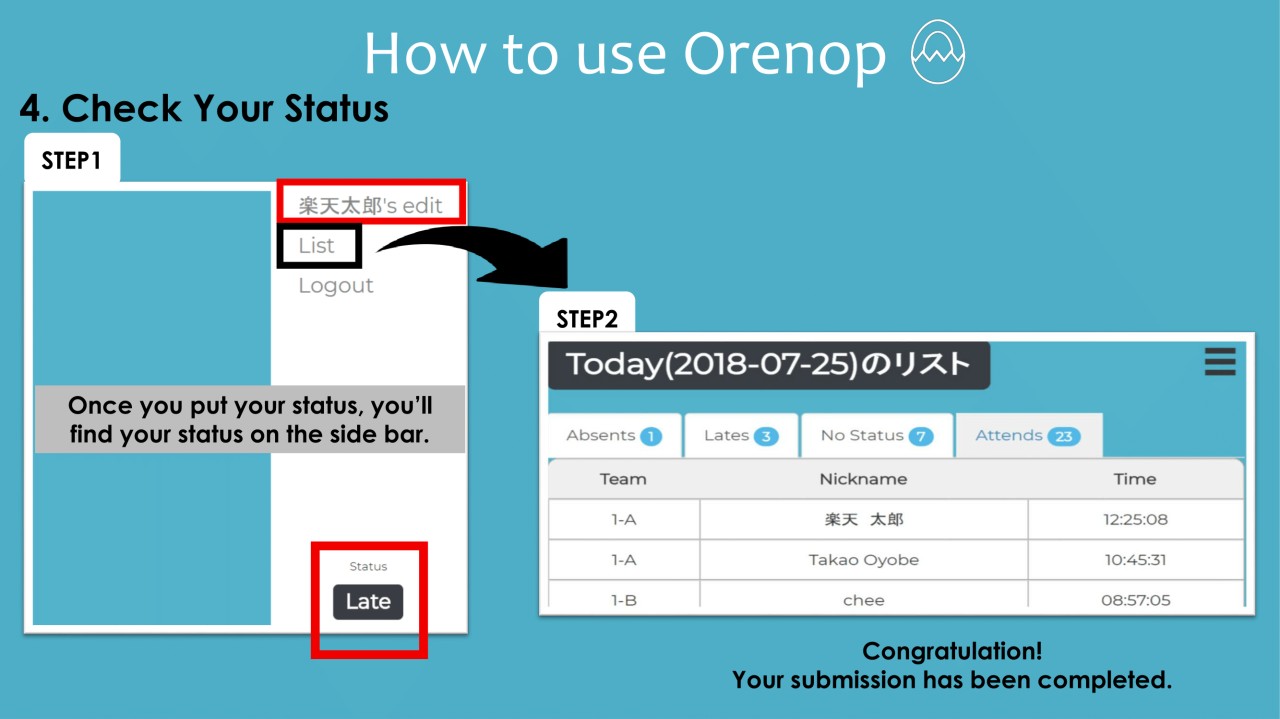 How to use Orenop
4. Check Your Status
STEP1
楽天太郎's edit
List
Logout
Once you put your status, you'll
find your status on the side bar.
Status
Late
STEP2
Today(2018-07-25)のリスト
Absents 1 Lates 3 No Status 7 Attends 23
Team Nickname Time
1-A 楽天 太郎 12:25:08
1-A Takao Oyobe 10:45:31
1-B chee 08:57:05
Congratulation!
Your submission has been completed.